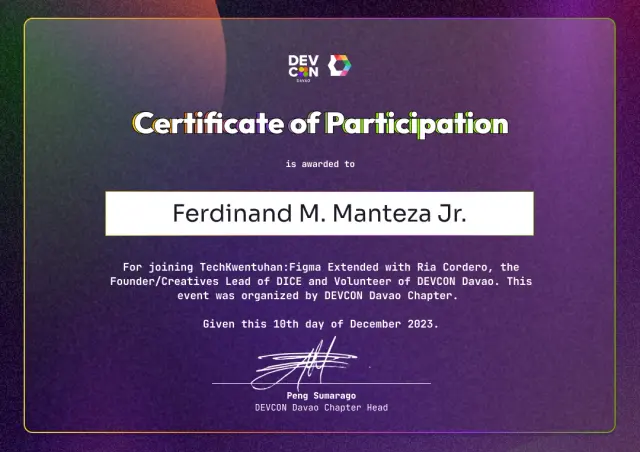 DEV
CON
DAVAO
Certificate of Participation
is awarded to
Ferdinand M. Manteza Jr.
For joining TechKwentuhan:Figma Extended with Ria Cordero, the
Founder/Creatives Lead of DICE and Volunteer of DEVCON Davao. This
event was organized by DEVCON Davao Chapter.
Given this 10th day of December 2023.
Peng Sumarago
DEVCON Davao Chapter Head